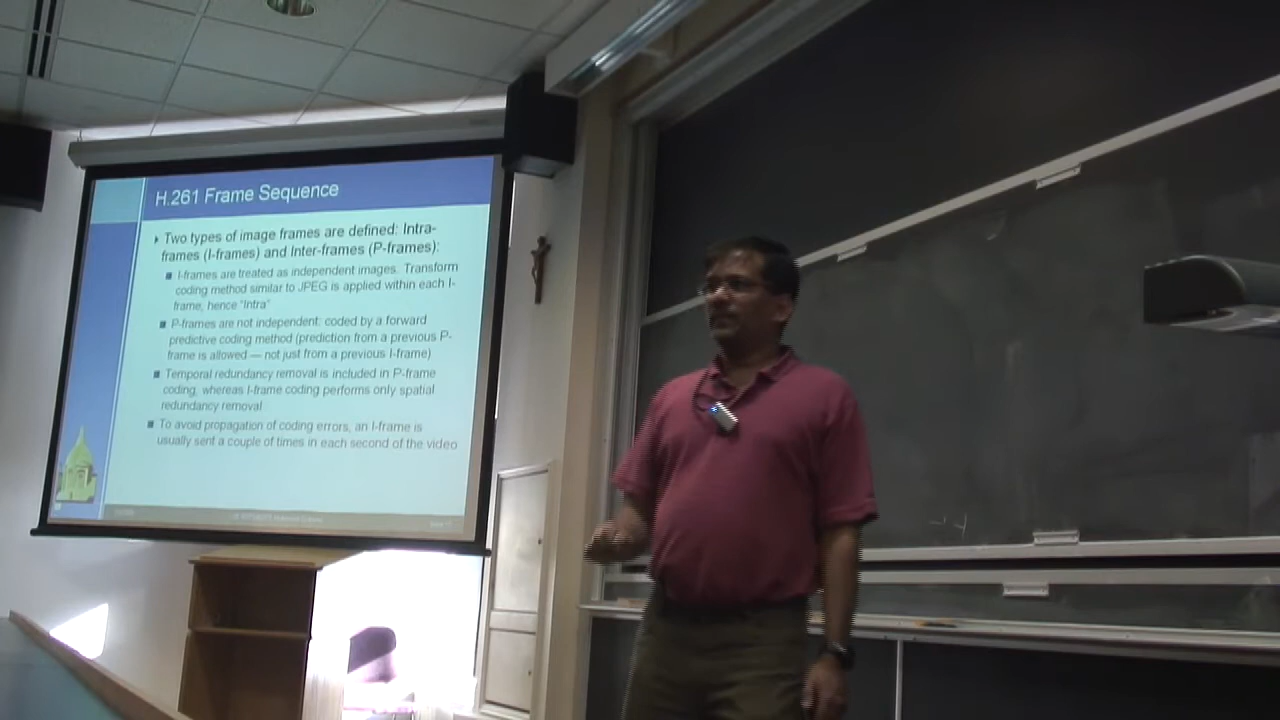 H.261 Frame Sequence
Two types of image frames are defined: Intra-
frames (I-frames) and Inter-frames (P-frames):
I-frames are treated as independent images. Transform
coding method similar to JPEG is applied within each I-
frame, hence "Intra"
P-frames are not independent: coded by a forward
predictive coding method (prediction from a previous P-
frame is allowed — not just from a previous I-frame)
Temporal redundancy removal is included in P-frame
coding, whereas I-frame coding performs only spatial
redundancy removal
To avoid propagation of coding errors, an I-frame is
usually sent a couple of times in each second of the video